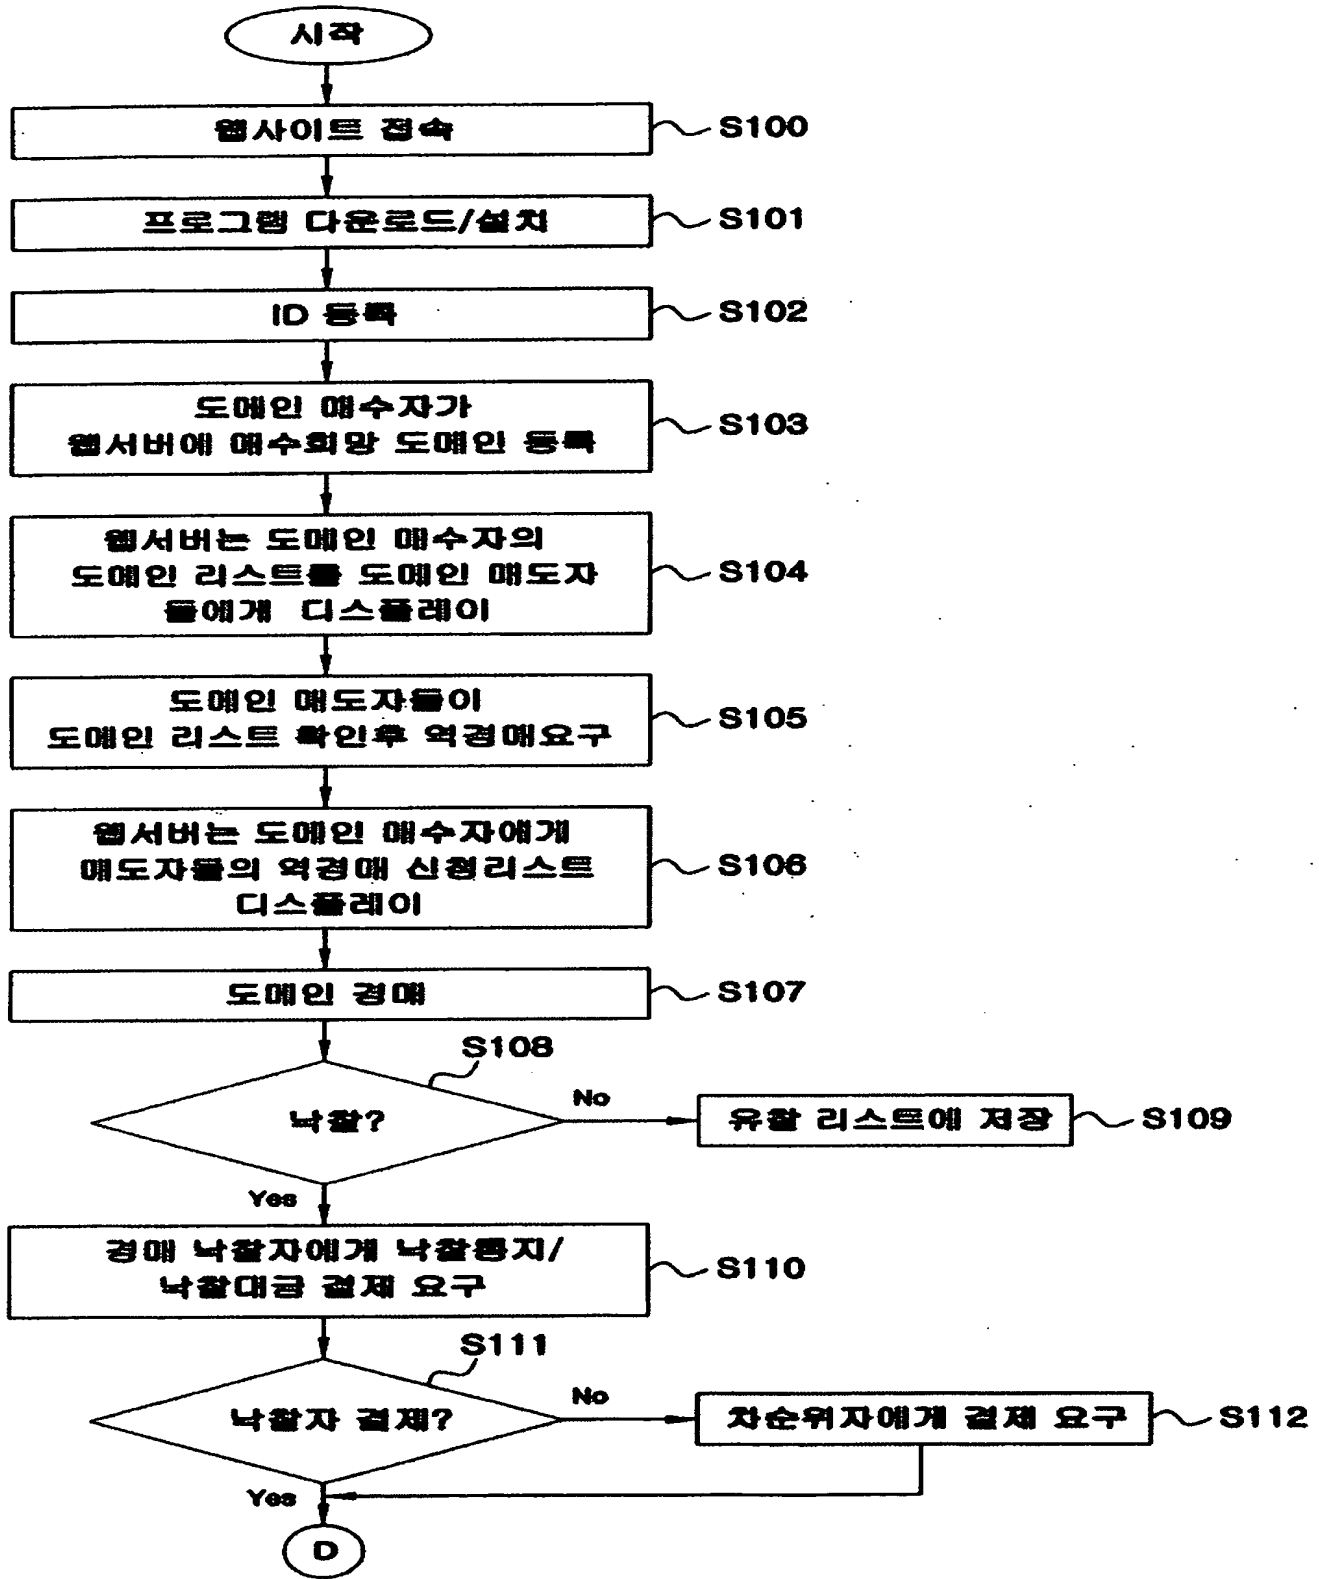 시작
웹사이트 접속
S100
프로그램 다운로드/설치
S101
ID 등록
S102
도메인 매수자가
웹서버에 매수희망 도메인 등록
S103
웹서버는 도메인 매수자의
도메인 리스트를 도메인 매도자
들에게 디스플레이
S104
도메인 매도자들이
도메인 리스트 확인후 역경매요구
S105
웹서버는 도메인 매수자에게
매도자들의 역경매 신청리스트
디스플레이
S106
도메인 경매
S107
S108
낙찰?
No
유찰 리스트에 저장
S109
Yes
경매 낙찰자에게 낙찰통지/
낙찰대금 결제 요구
S110
S111
낙찰자 결제?
No
차순위자에게 결제 요구
S112
Yes
D